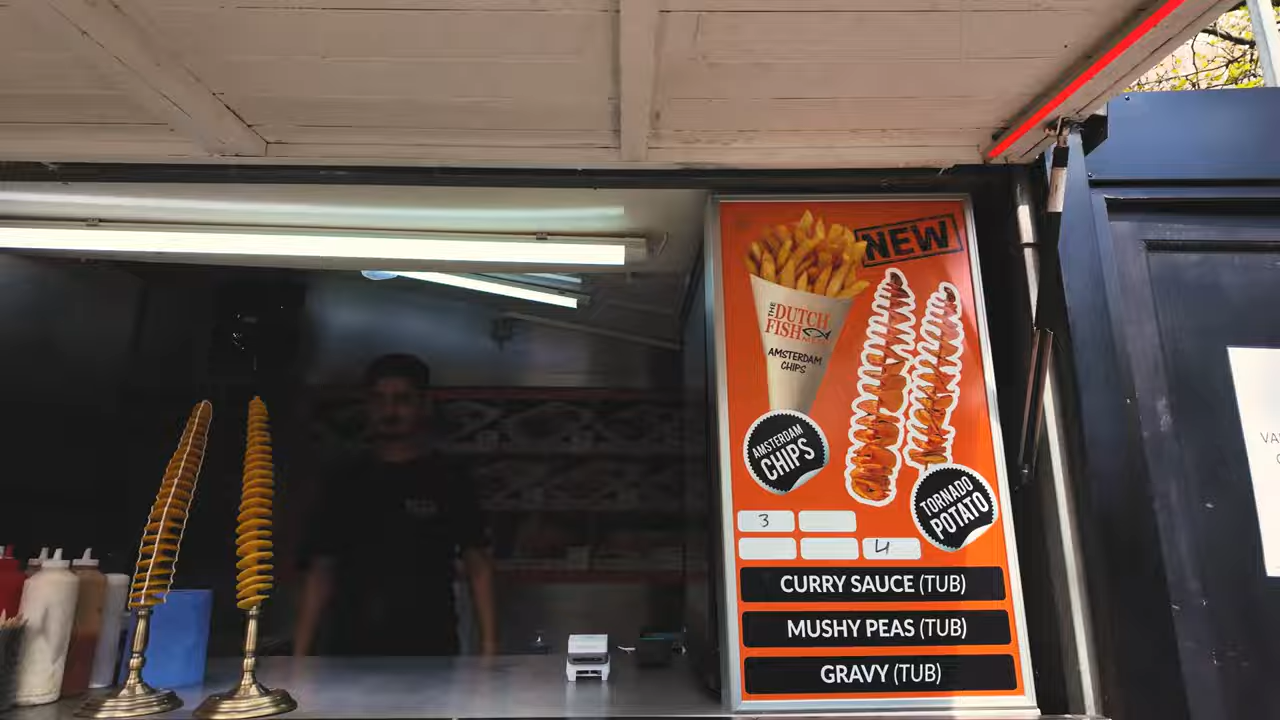 NEW
THE DUTCH
FISH
AMSTERDAM
CHIPS
AMSTERDAM
CHIPS
TORNADO
POTATO
3
4
CURRY SAUCE (TUB)
MUSHY PEAS (TUB)
GRAVY (TUB)